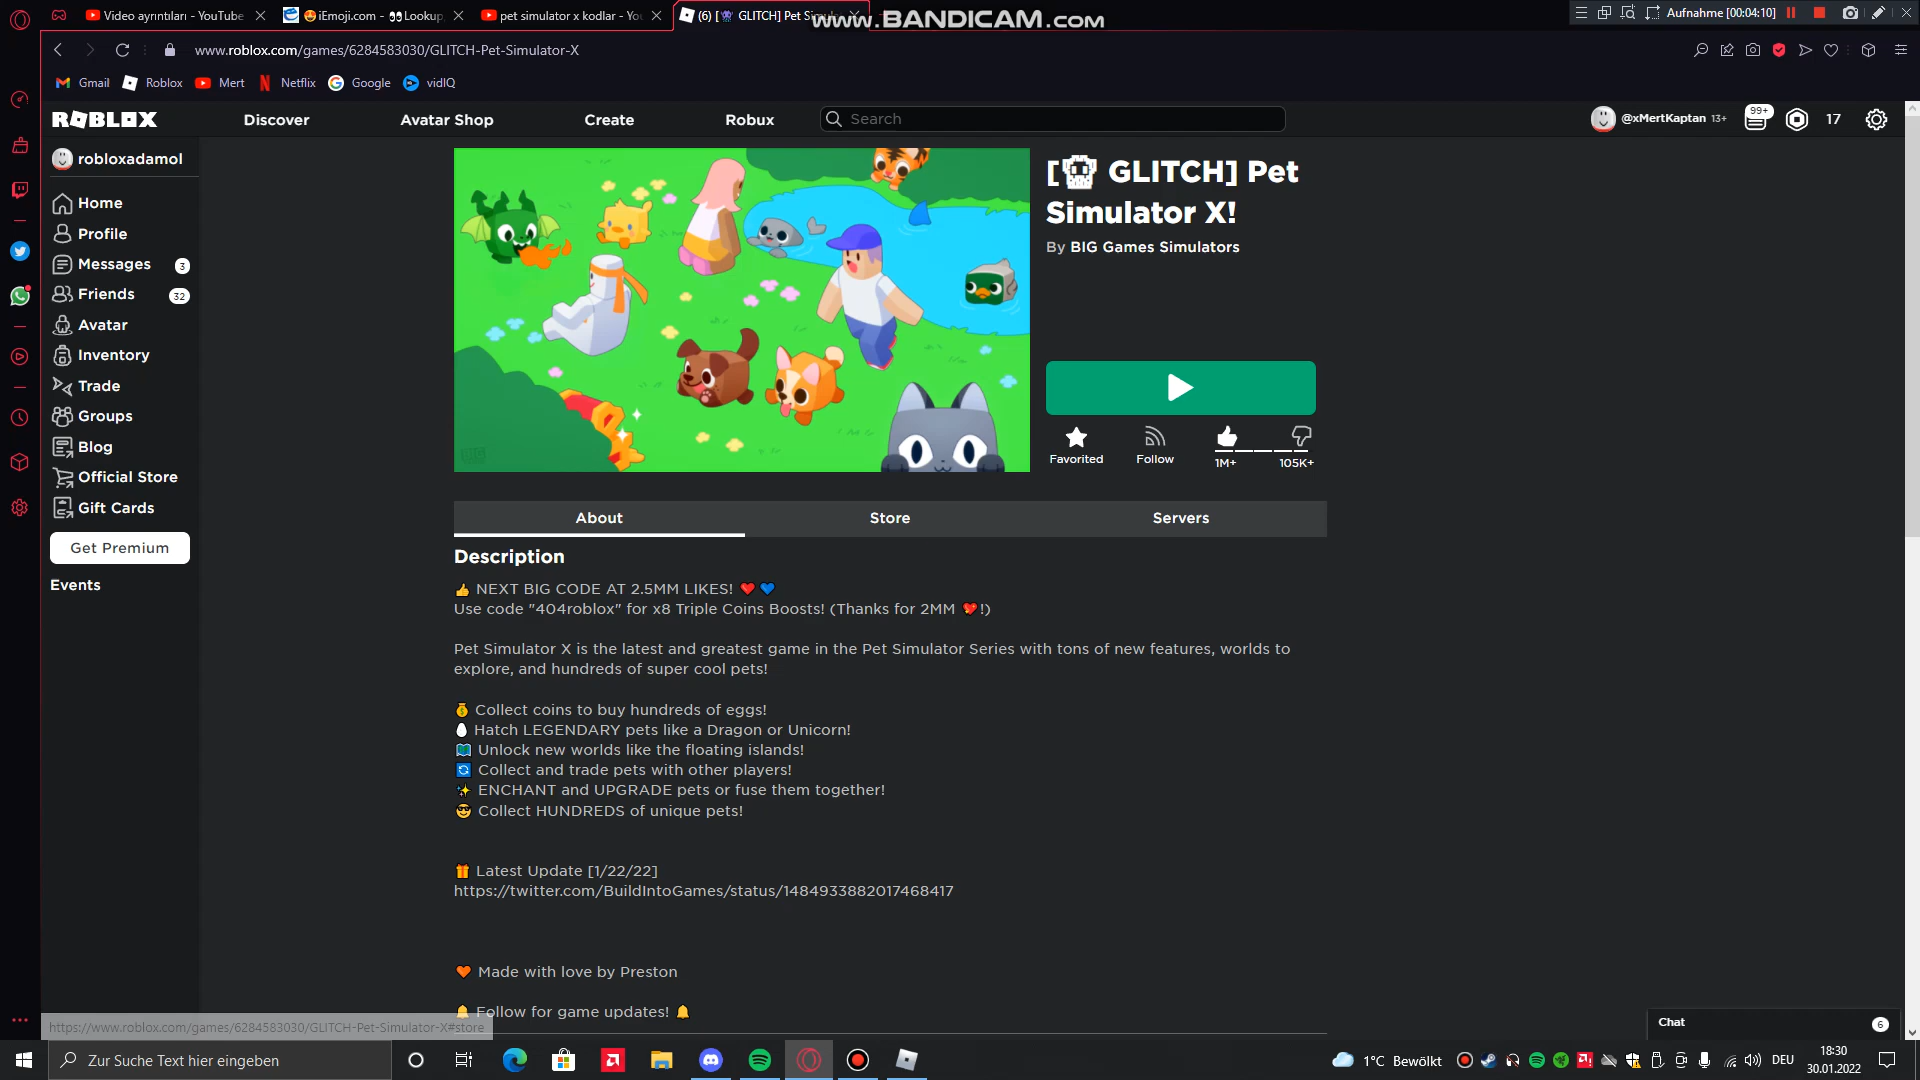 Video ayrıntıları - YouTube
iEmoji.com - 👀Lookup,
pet simulator x kodlar - You
(6) [👾 GLITCH] Pet Simul
www.BANDICAM.com
Aufnahme [00:04:10]
www.roblox.com/games/6284583030/GLITCH-Pet-Simulator-X
Gmail
Roblox
Mert
Netflix
Google
vidIQ
ROBLOX
Discover
Avatar Shop
Create
Robux
Search
@xMertKaptan 13+
99+
17
robloxadamol
Home
Profile
Messages 3
Friends 32
Avatar
Inventory
Trade
Groups
Blog
Official Store
Gift Cards
Get Premium
Events
[👾 GLITCH] Pet
Simulator X!
By BIG Games Simulators
Favorited
Follow
1M+
105K+
About
Store
Servers
Description
👍 NEXT BIG CODE AT 2.5MM LIKES! ❤️ 💙
Use code "404roblox" for x8 Triple Coins Boosts! (Thanks for 2MM 💖!)
Pet Simulator X is the latest and greatest game in the Pet Simulator Series with tons of new features, worlds to
explore, and hundreds of super cool pets!
💰 Collect coins to buy hundreds of eggs!
🥚 Hatch LEGENDARY pets like a Dragon or Unicorn!
🗺️ Unlock new worlds like the floating islands!
🔄 Collect and trade pets with other players!
✨ ENCHANT and UPGRADE pets or fuse them together!
😎 Collect HUNDREDS of unique pets!
🎁 Latest Update [1/22/22]
https://twitter.com/BuildIntoGames/status/1484933882017468417
🧡 Made with love by Preston
🔔 Follow for game updates! 🔔
https://www.roblox.com/games/6284583030/GLITCH-Pet-Simulator-X#store
Chat
6
Zur Suche Text hier eingeben
1°C Bewölkt
DEU
18:30
30.01.2022